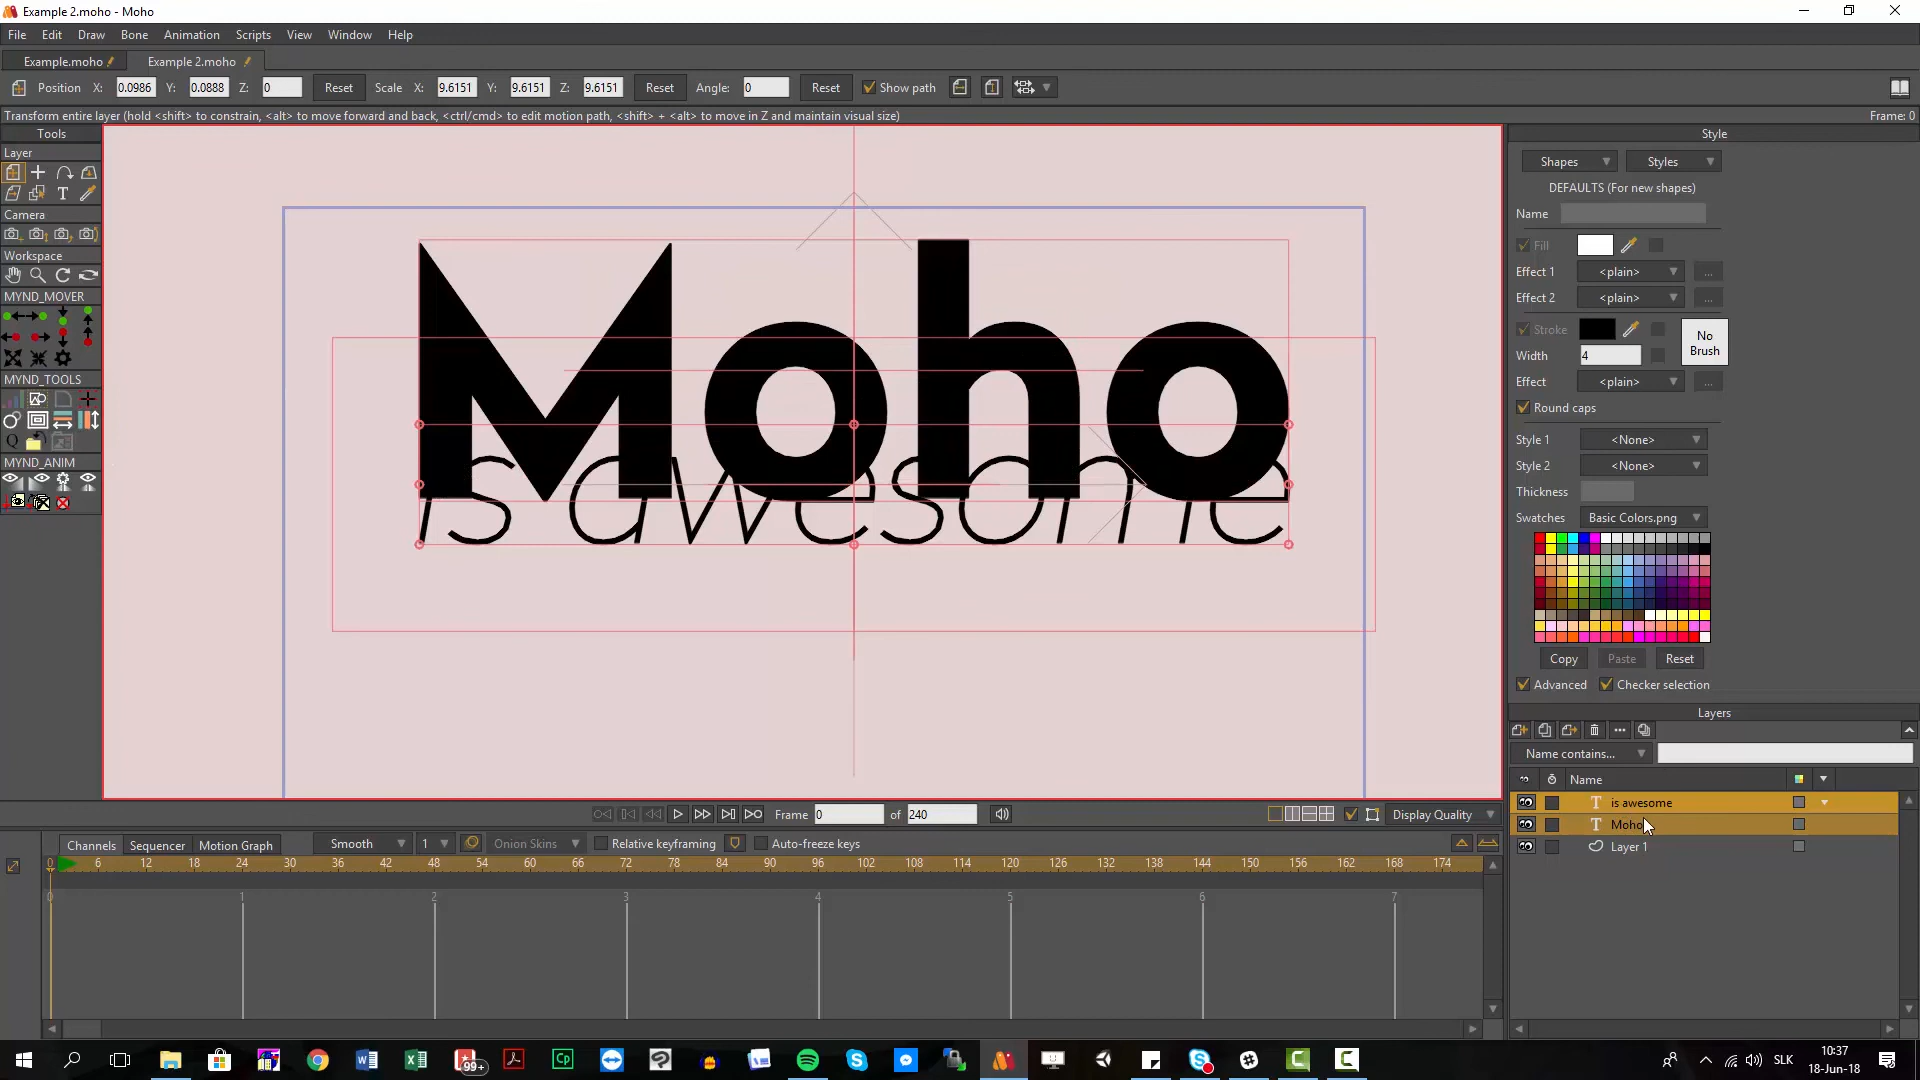 Example 2.moho - Moho
File Edit Draw Bone Animation Scripts View Window Help
Example.moho Example 2.moho
Position X: 0.0986 Y: 0.0888 Z: 0 Reset Scale X: 9.6151 Y: 9.6151 Z: 9.6151 Reset Angle: 0 Reset Show path
Transform entire layer (hold <shift> to constrain, <alt> to move forward and back, <ctrl/cmd> to edit motion path, <shift> + <alt> to move in Z and maintain visual size) Frame: 0
Tools
Layer
Camera
Workspace
MYND_MOVER
MYND_TOOLS
MYND_ANIM
Moho
is awesome
Style
Shapes Styles
DEFAULTS (For new shapes)
Name
Fill
Effect 1 <plain> ...
Effect 2 <plain> ...
Stroke
No Brush
Width 4
Effect <plain> ...
Round caps
Style 1 <None>
Style 2 <None>
Thickness
Swatches Basic Colors.png
Copy Paste Reset
Advanced Checker selection
Layers
Name contains...
Name
is awesome
Moho
Layer 1
Frame 0 of 240 Display Quality
Channels Sequencer Motion Graph Smooth 1 Onion Skins Relative keyframing Auto-freeze keys
0 6 12 18 24 30 36 42 48 54 60 66 72 78 84 90 96 102 108 114 120 126 132 138 144 150 156 162 168 174
0 1 2 3 4 5 6 7
99+
SLK
10:37
18-Jun-18